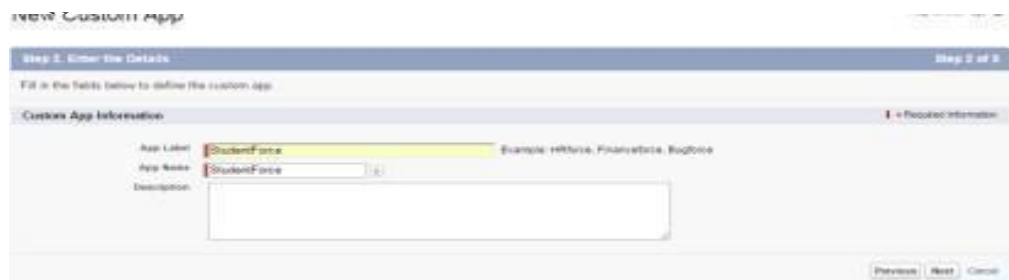 New Custom App
Step 2. Enter the Details Step 2 of 5
Fill in the fields below to define the custom app.
Custom App Information = Required Information
App Label StudentForce Example: HRforce, Financeforce, Bugforce
App Name StudentForce i
Description
Previous Next Cancel